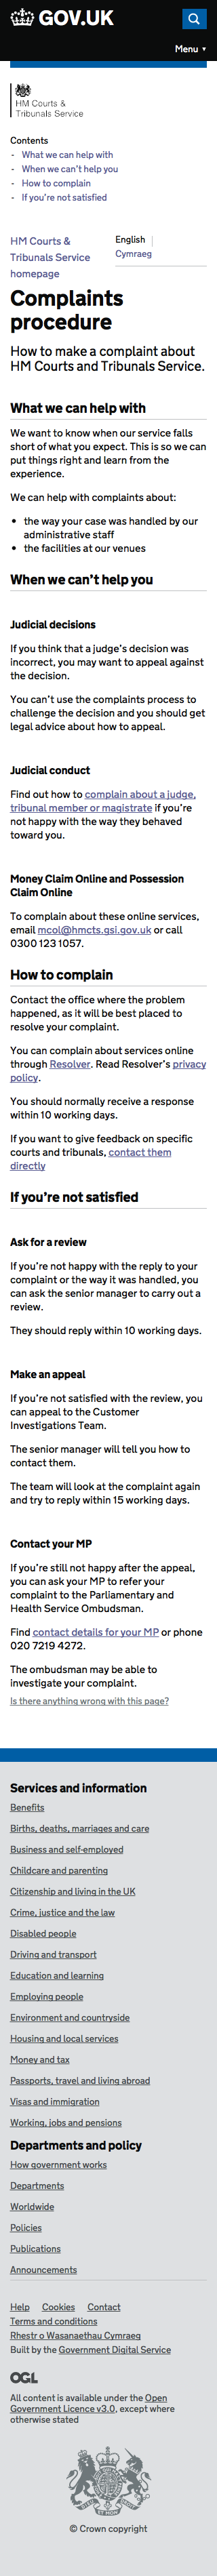 GOV.UK
Menu ▼
HM Courts &
Tribunals Service
Contents
- What we can help with
- When we can't help you
- How to complain
- If you're not satisfied
HM Courts &
Tribunals Service
homepage
English
Cymraeg
Complaints
procedure
How to make a complaint about
HM Courts and Tribunals Service.
What we can help with
We want to know when our service falls
short of what you expect. This is so we can
put things right and learn from the
experience.
We can help with complaints about:
• the way your case was handled by our
administrative staff
• the facilities at our venues
When we can't help you
Judicial decisions
If you think that a judge's decision was
incorrect, you may want to appeal against
the decision.
You can't use the complaints process to
challenge the decision and you should get
legal advice about how to appeal.
Judicial conduct
Find out how to complain about a judge,
tribunal member or magistrate if you're
not happy with the way they behaved
toward you.
Money Claim Online and Possession
Claim Online
To complain about these online services,
email mcol@hmcts.gsi.gov.uk or call
0300 123 1057.
How to complain
Contact the office where the problem
happened, as it will be best placed to
resolve your complaint.
You can complain about services online
through Resolver. Read Resolver's privacy
policy.
You should normally receive a response
within 10 working days.
If you want to give feedback on specific
courts and tribunals, contact them
directly
If you're not satisfied
Ask for a review
If you're not happy with the reply to your
complaint or the way it was handled, you
can ask the senior manager to carry out a
review.
They should reply within 10 working days.
Make an appeal
If you're not satisfied with the review, you
can appeal to the Customer
Investigations Team.
The senior manager will tell you how to
contact them.
The team will look at the complaint again
and try to reply within 15 working days.
Contact your MP
If you're still not happy after the appeal,
you can ask your MP to refer your
complaint to the Parliamentary and
Health Service Ombudsman.
Find contact details for your MP or phone
020 7219 4272.
The ombudsman may be able to
investigate your complaint.
Is there anything wrong with this page?
Services and information
Benefits
Births, deaths, marriages and care
Business and self-employed
Childcare and parenting
Citizenship and living in the UK
Crime, justice and the law
Disabled people
Driving and transport
Education and learning
Employing people
Environment and countryside
Housing and local services
Money and tax
Passports, travel and living abroad
Visas and immigration
Working, jobs and pensions
Departments and policy
How government works
Departments
Worldwide
Policies
Publications
Announcements
Help Cookies Contact
Terms and conditions
Rhestr o Wasanaethau Cymraeg
Built by the Government Digital Service
OGL
All content is available under the Open
Government Licence v3.0, except where
otherwise stated
© Crown copyright